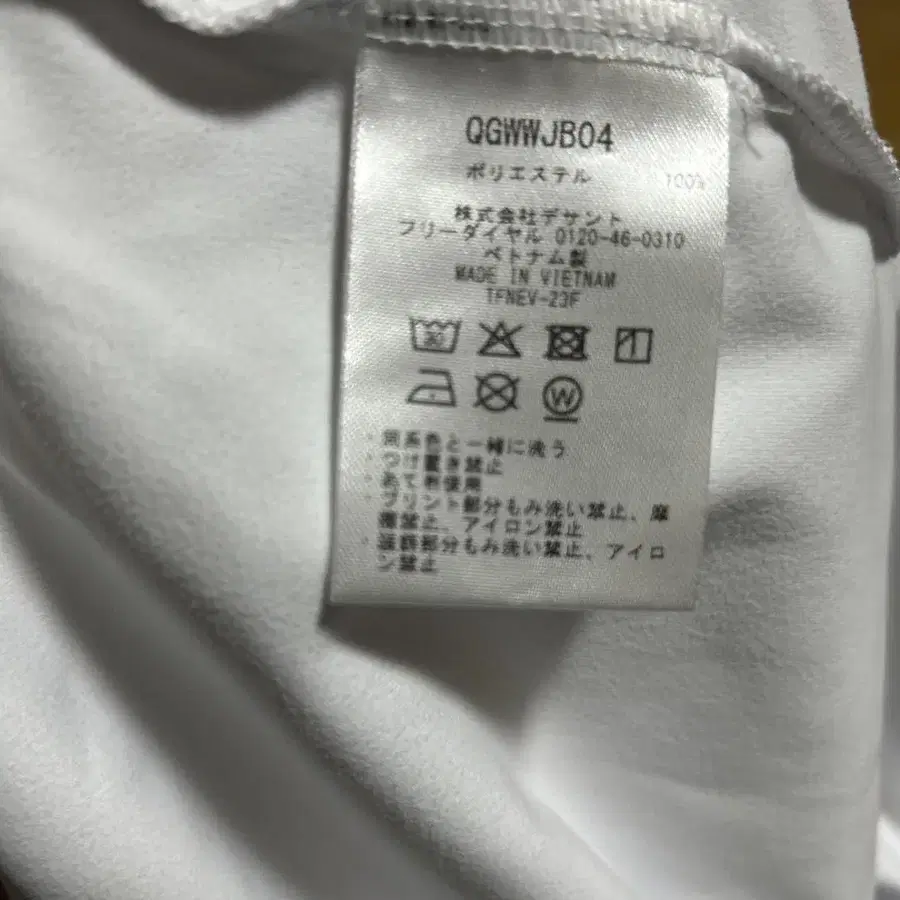 QGWWJB04
ポリエステル 100%
株式会社デサント
フリーダイヤル 0120-46-0310
ベトナム製
MADE IN VIETNAM
TFNEV-23F
30
W
・同系色と一緒に洗う
・つけ置き禁止
・あて布使用
・プリント部分もみ洗い禁止、摩
擦禁止、アイロン禁止
・装飾部分もみ洗い禁止、アイロ
ン禁止